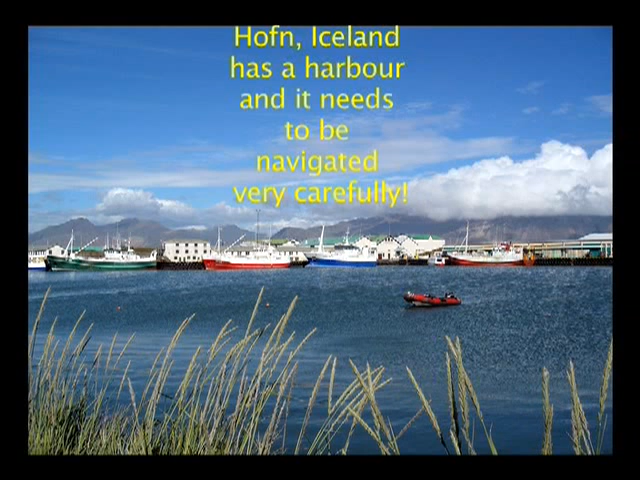 Hofn, Iceland
has a harbour
and it needs
to be
navigated
very carefully!